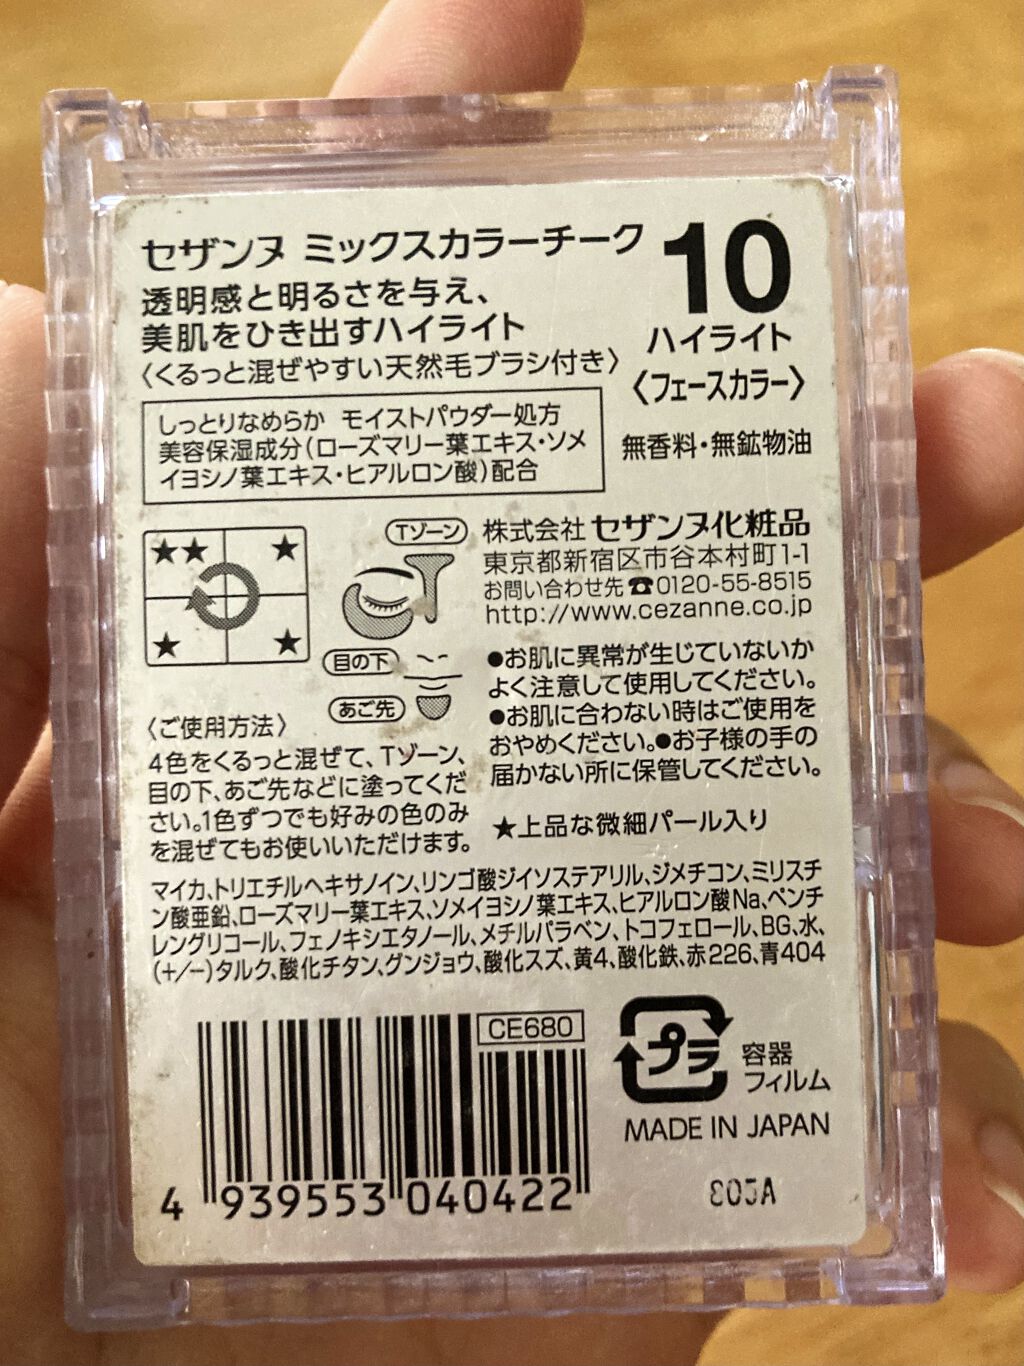 セザンヌ ミックスカラーチーク
10
透明感と明るさを与え、
美肌をひき出すハイライト
〈くるっと混ぜやすい天然毛ブラシ付き〉
ハイライト
〈フェースカラー〉
しっとりなめらか モイストパウダー処方
美容保湿成分(ローズマリー葉エキス・ソメ
イヨシノ葉エキス・ヒアルロン酸)配合
無香料・無鉱物油
★★ ★
★ ★
Tゾーン
目の下
あご先
株式会社 セザンヌ化粧品
東京都新宿区市谷本村町1-1
お問い合わせ先☎0120-55-8515
http://www.cezanne.co.jp
●お肌に異常が生じていないか
よく注意して使用してください。
●お肌に合わない時はご使用を
おやめください。●お子様の手の
届かない所に保管してください。
〈ご使用方法〉
4色をくるっと混ぜて、Tゾーン、
目の下、あご先などに塗ってくだ
さい。1色ずつでも好みの色のみ
を混ぜてもお使いいただけます。
★上品な微細パール入り
マイカ、トリエチルヘキサノイン、リンゴ酸ジイソステアリル、ジメチコン、ミリスチ
ン酸亜鉛、ローズマリー葉エキス、ソメイヨシノ葉エキス、ヒアルロン酸Na、ペンチ
レングリコール、フェノキシエタノール、メチルパラベン、トコフェロール、BG、水、
(+/-)タルク、酸化チタン、グンジョウ、酸化スズ、黄4、酸化鉄、赤226、青404
CE680
4 939553 040422
プラ
容器
フィルム
MADE IN JAPAN